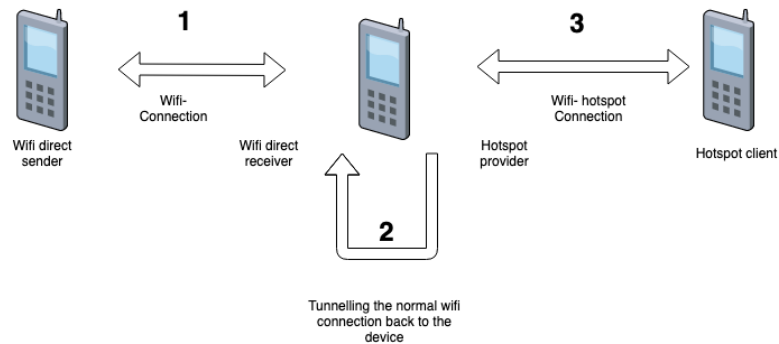 1
3
Wifi-
Connection
Wifi- hotspot
Connection
Wifi direct
sender
Wifi direct
receiver
Hotspot
provider
Hotspot client
2
Tunnelling the normal wifi
connection back to the
device